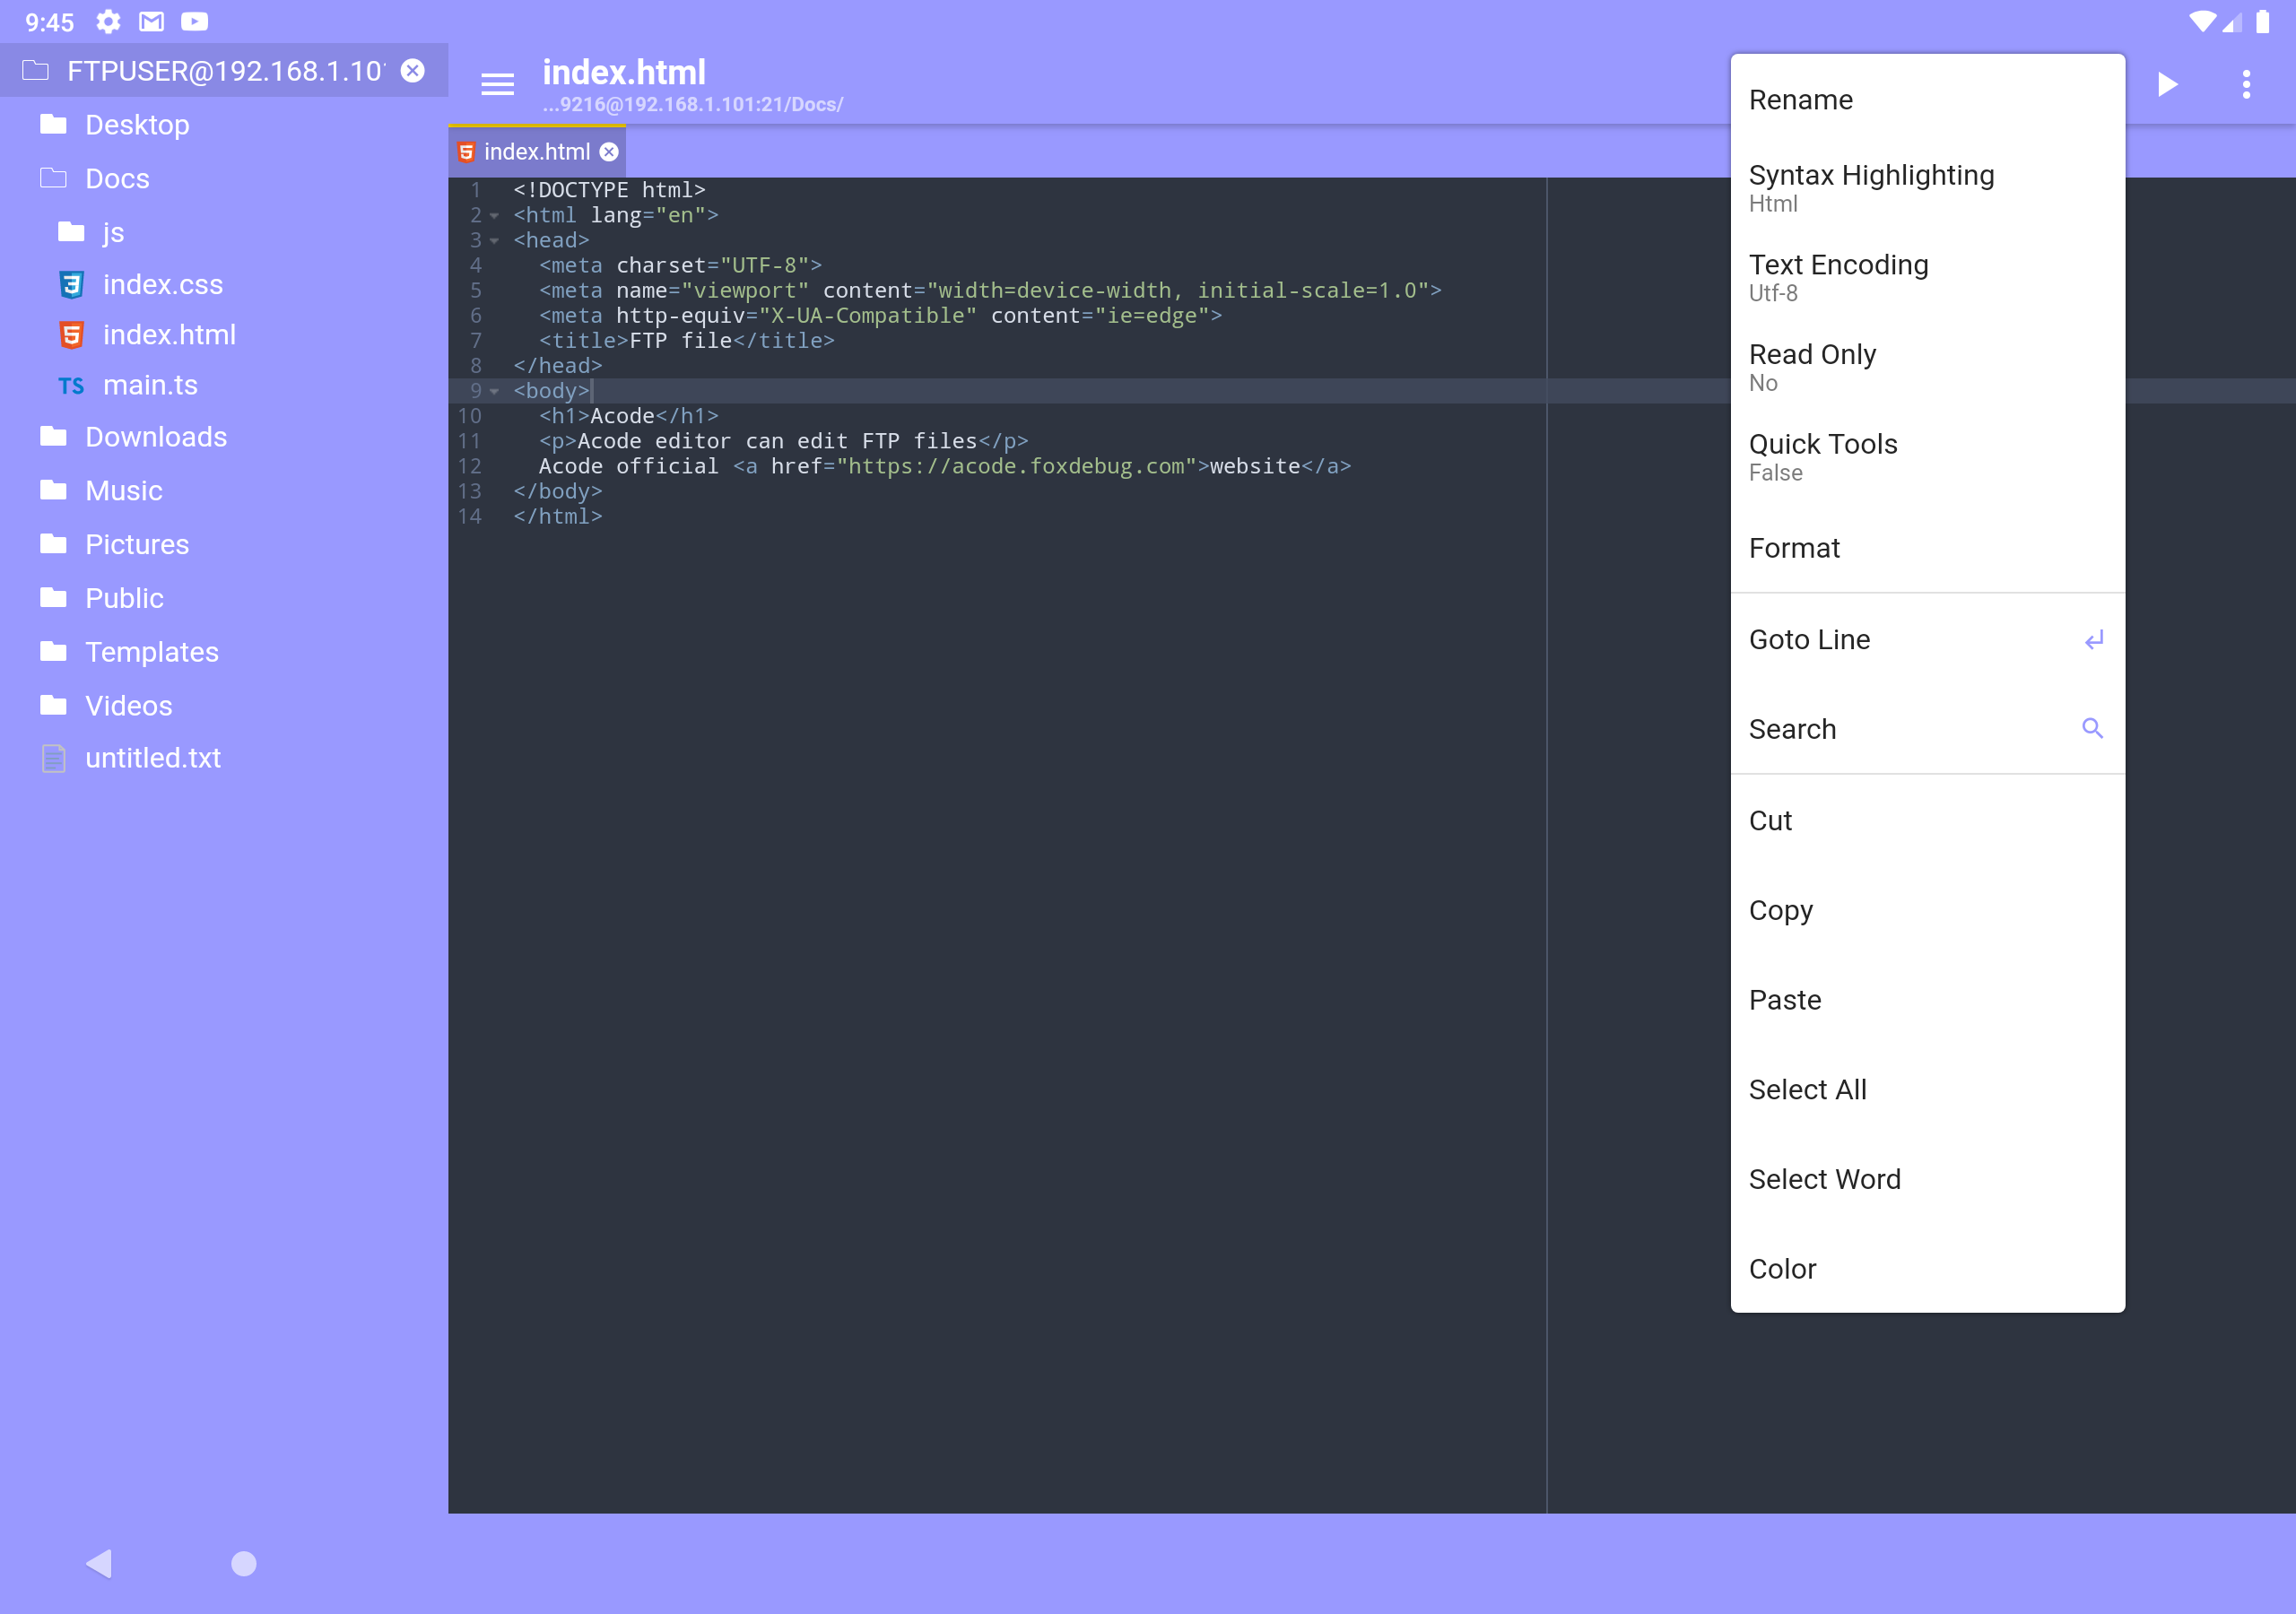 9:45
FTPUSER@192.168.1.10
Desktop
Docs
js
index.css
index.html
TS main.ts
Downloads
Music
Pictures
Public
Templates
Videos
untitled.txt
index.html
...9216@192.168.1.101:21/Docs/
5 index.html
1 <!DOCTYPE html>
2 <html lang="en">
3 <head>
4 <meta charset="UTF-8">
5 <meta name="viewport" content="width=device-width, initial-scale=1.0">
6 <meta http-equiv="X-UA-Compatible" content="ie=edge">
7 <title>FTP file</title>
8 </head>
9 <body>
10 <h1>Acode</h1>
11 <p>Acode editor can edit FTP files</p>
12 Acode official <a href="https://acode.foxdebug.com">website</a>
13 </body>
14 </html>
Rename
Syntax Highlighting
Html
Text Encoding
Utf-8
Read Only
No
Quick Tools
False
Format
Goto Line
Search
Cut
Copy
Paste
Select All
Select Word
Color